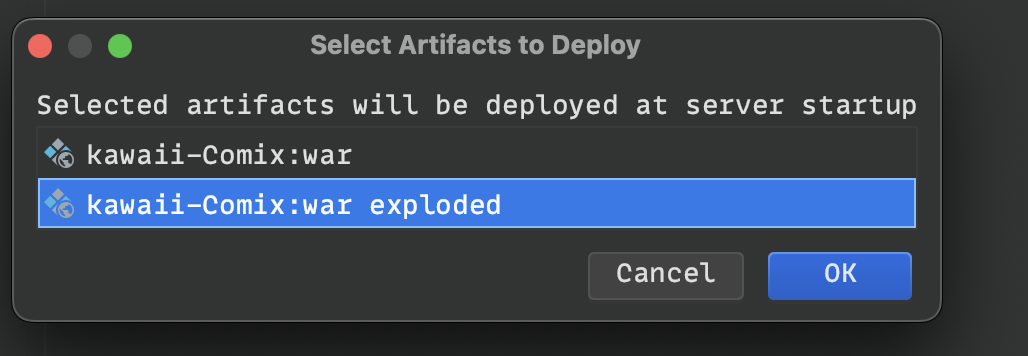 Select Artifacts to Deploy
Selected artifacts will be deployed at server startup
kawaii-Comix:war
kawaii-Comix:war exploded
Cancel
OK